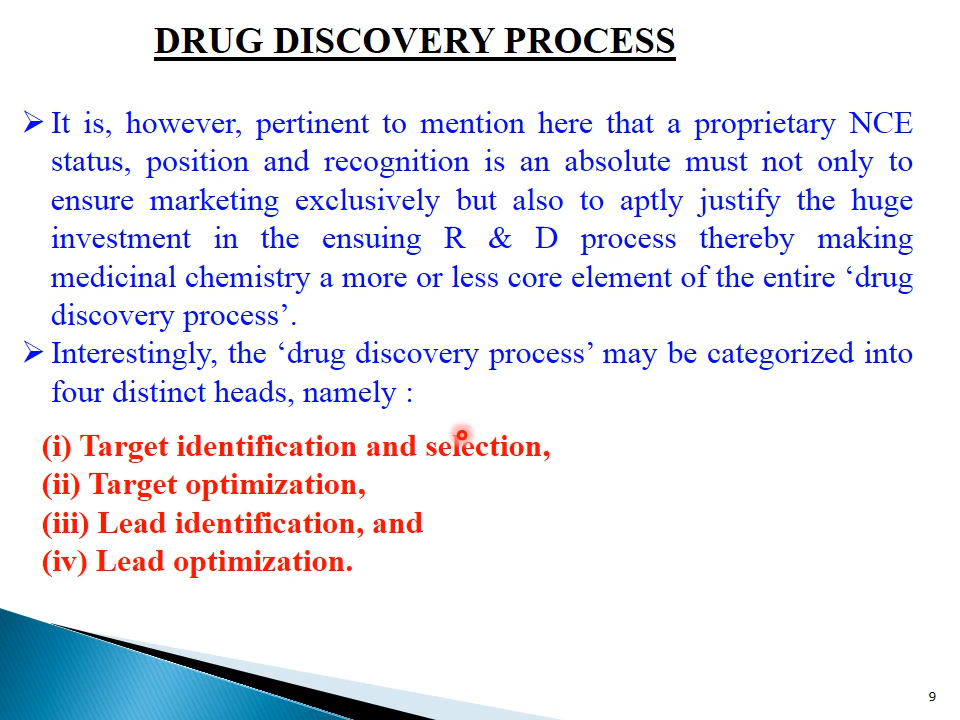 DRUG DISCOVERY PROCESS
➢ It is, however, pertinent to mention here that a proprietary NCE
status, position and recognition is an absolute must not only to
ensure marketing exclusively but also to aptly justify the huge
investment in the ensuing R & D process thereby making
medicinal chemistry a more or less core element of the entire ‘drug
discovery process’.
➢ Interestingly, the ‘drug discovery process’ may be categorized into
four distinct heads, namely :
(i) Target identification and selection,
(ii) Target optimization,
(iii) Lead identification, and
(iv) Lead optimization.
9